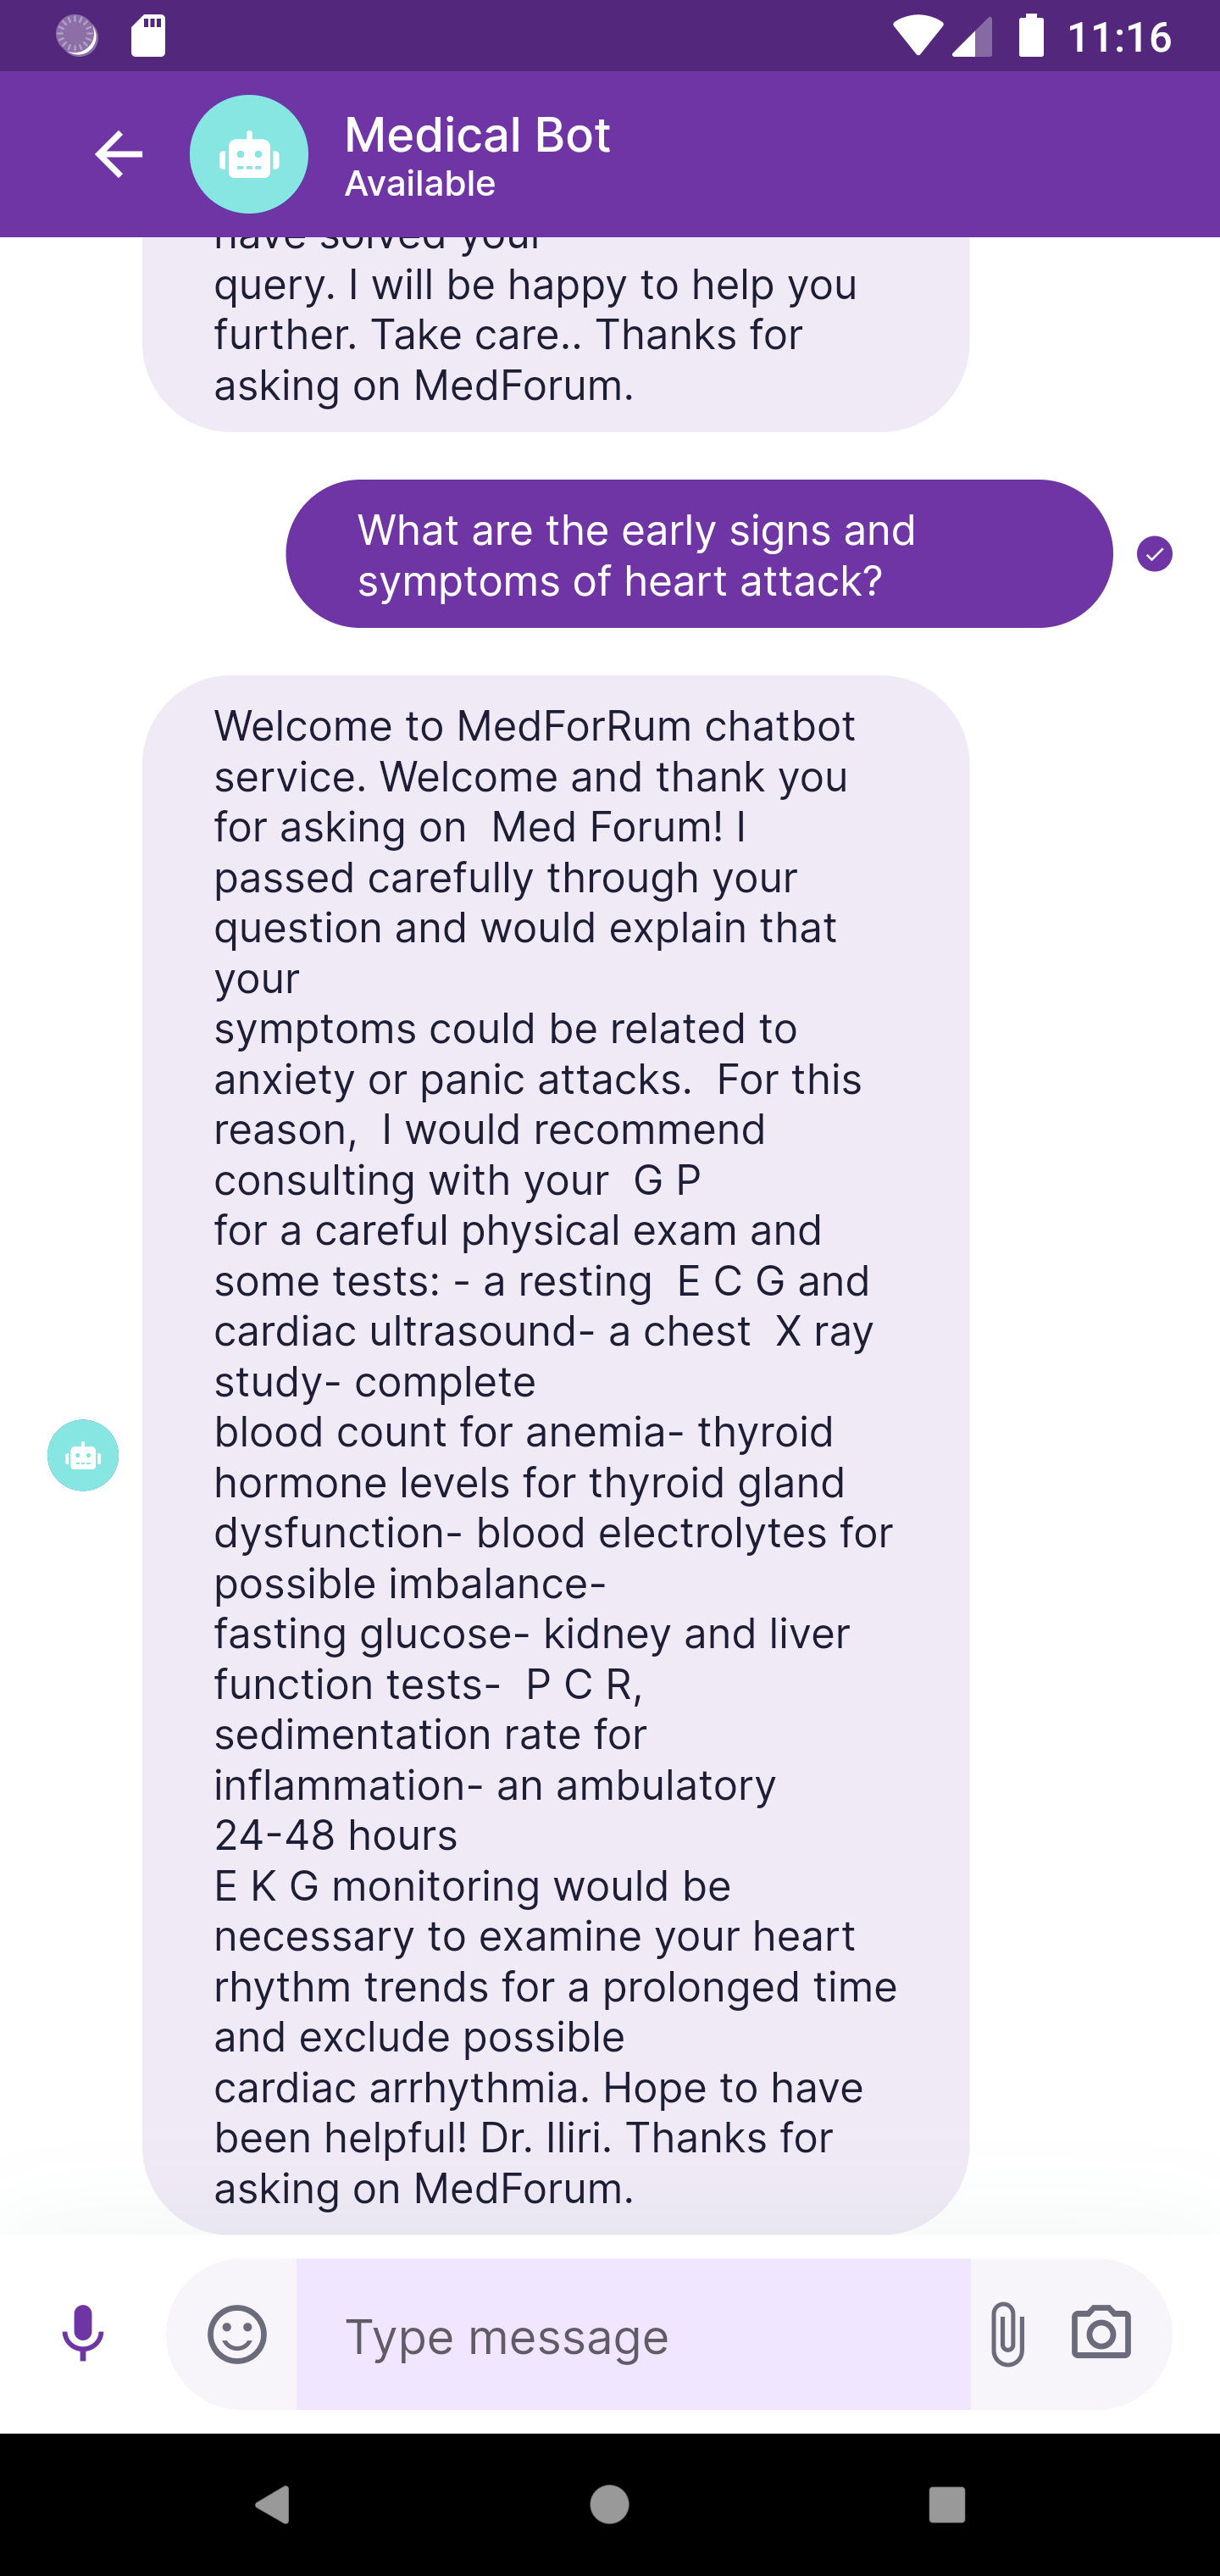 11:16
Medical Bot
Available
have solved your
query. I will be happy to help you
further. Take care.. Thanks for
asking on MedForum.
What are the early signs and
symptoms of heart attack?
Welcome to MedForRum chatbot
service. Welcome and thank you
for asking on  Med Forum! I
passed carefully through your
question and would explain that
your
symptoms could be related to
anxiety or panic attacks.  For this
reason,  I would recommend
consulting with your  G P
for a careful physical exam and
some tests: - a resting  E C G and
cardiac ultrasound- a chest  X ray
study- complete
blood count for anemia- thyroid
hormone levels for thyroid gland
dysfunction- blood electrolytes for
possible imbalance-
fasting glucose- kidney and liver
function tests-  P C R,
sedimentation rate for
inflammation- an ambulatory
24-48 hours
E K G monitoring would be
necessary to examine your heart
rhythm trends for a prolonged time
and exclude possible
cardiac arrhythmia. Hope to have
been helpful! Dr. Iliri. Thanks for
asking on MedForum.
Type message